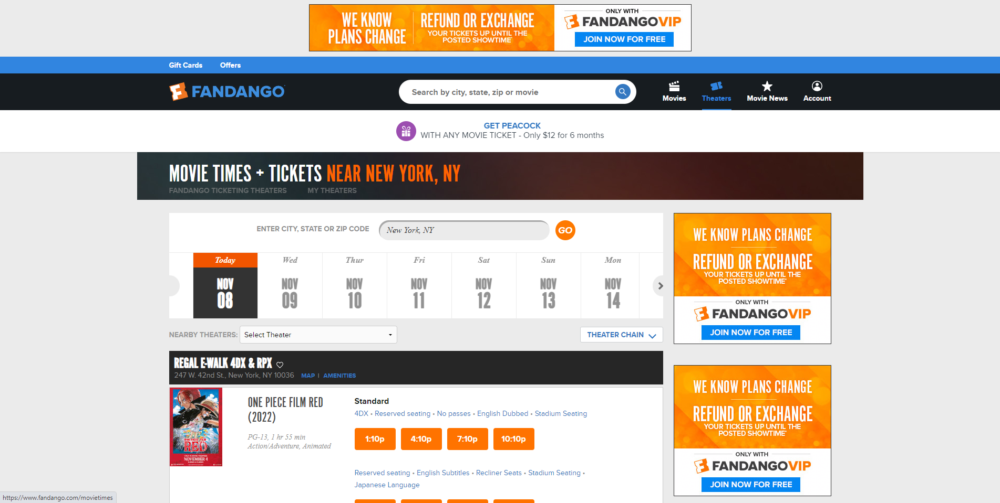 WE KNOW
PLANS CHANGE
REFUND OR EXCHANGE
YOUR TICKETS UP UNTIL THE
POSTED SHOWTIME*
ONLY WITH
FANDANGOVIP
JOIN NOW FOR FREE
Gift Cards
Offers
FANDANGO
Search by city, state, zip or movie
Movies
Theaters
Movie News
Account
GET PEACOCK
WITH ANY MOVIE TICKET - Only $12 for 6 months
MOVIE TIMES + TICKETS NEAR NEW YORK, NY
FANDANGO TICKETING THEATERS
MY THEATERS
ENTER CITY, STATE OR ZIP CODE
New York, NY
GO
Today
NOV
08
Wed
NOV
09
Thur
NOV
10
Fri
NOV
11
Sat
NOV
12
Sun
NOV
13
Mon
NOV
14
NEARBY THEATERS:
Select Theater
THEATER CHAIN
REGAL E-WALK 4DX & RPX
247 W. 42nd St., New York, NY 10036
MAP | AMENITIES
ONE PIECE FILM
RED
NOVEMBER 4
ONE PIECE FILM RED
(2022)
PG-13, 1 hr 55 min
Action/Adventure, Animated
Standard
4DX • Reserved seating • No passes • English Dubbed • Stadium Seating
1:10p
4:10p
7:10p
10:10p
Reserved seating • English Subtitles • Recliner Seats • Stadium Seating •
Japanese Language
WE KNOW PLANS CHANGE
REFUND OR EXCHANGE
YOUR TICKETS UP UNTIL THE
POSTED SHOWTIME*
ONLY WITH
FANDANGOVIP
JOIN NOW FOR FREE
WE KNOW PLANS CHANGE
REFUND OR EXCHANGE
YOUR TICKETS UP UNTIL THE
POSTED SHOWTIME*
ONLY WITH
FANDANGOVIP
JOIN NOW FOR FREE
https://www.fandango.com/movietimes